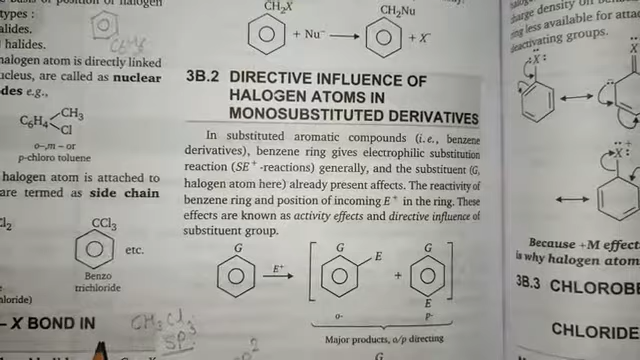 types :
alides.
halides.
halogen atom is directly linked
ucleus, are called as nuclear
des e.g.,
C₆H₄
CH₃
Cl
o–,m – or
p-chloro toluene
halogen atom is attached to
are termed as side chain
CCl₃
etc.
Benzo
trichloride
– X BOND IN
CH₃Cl
SP³
CH₂X
CH₂Nu
+ Nu⁻
+ X⁻
3B.2 DIRECTIVE INFLUENCE OF
HALOGEN ATOMS IN
MONOSUBSTITUTED DERIVATIVES
In substituted aromatic compounds (i.e., benzene
derivatives), benzene ring gives electrophilic substitution
reaction (SE⁺-reactions) generally, and the substituent (G,
halogen atom here) already present affects. The reactivity of
benzene ring and position of incoming E⁺ in the ring. These
effects are known as activity effects and directive influence of
substituent group.
G
E⁺
G
E
+
G
E
o-
p-
Major products, o/p directing
G
harge density on
ing less available for attac
deactivating groups.
:X:
X
Because +M effect
is why halogen atom
3B.3 CHLOROBE
CHLORIDE